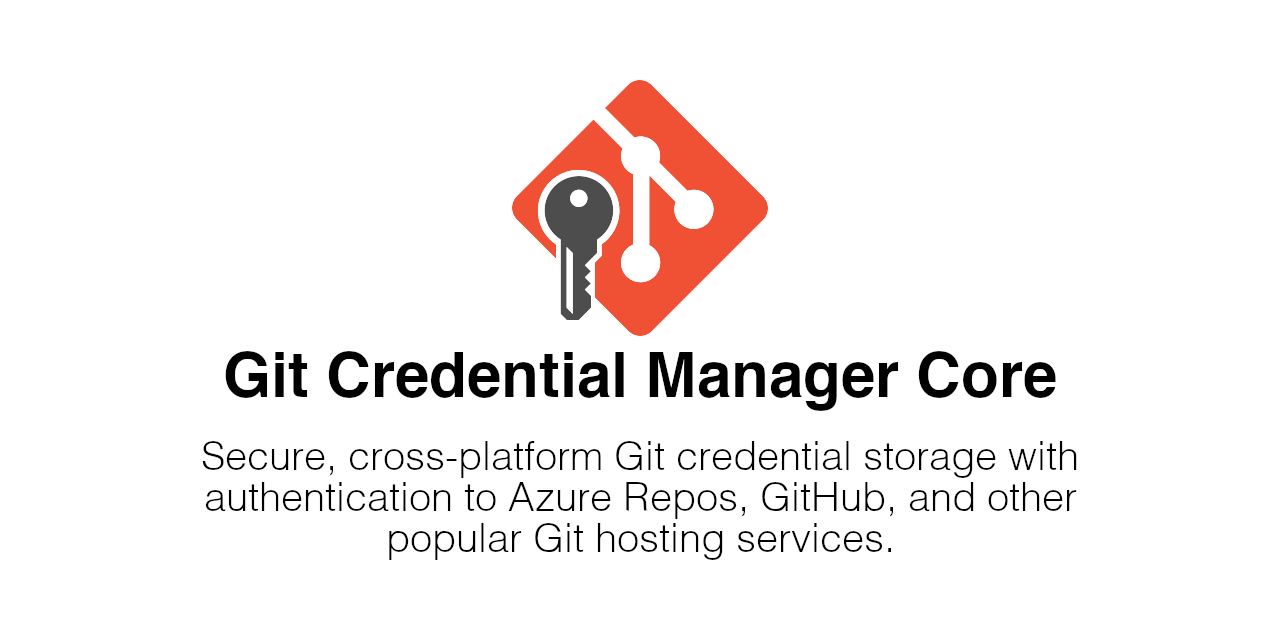 Git Credential Manager Core
Secure, cross-platform Git credential storage with
authentication to Azure Repos, GitHub, and other
popular Git hosting services.